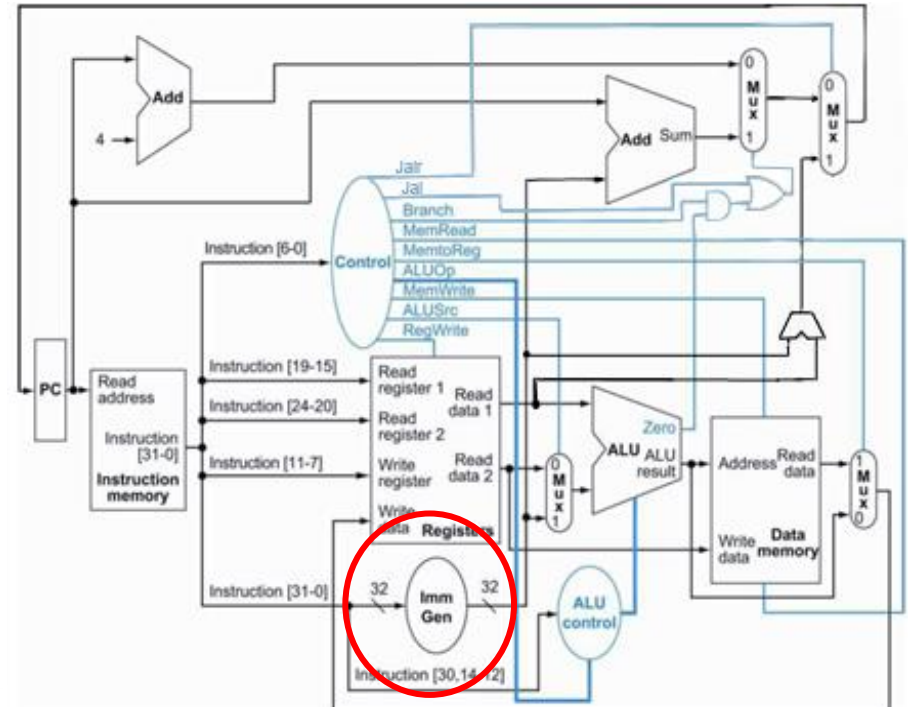 Add
4
Add Sum
0
M
u
x
1
0
M
u
x
1
Jalr
Jal
Branch
MemRead
MemtoReg
ALUOp
MemWrite
ALUSrc
RegWrite
Control
Instruction [6-0]
PC
Read
address
Instruction
[31-0]
Instruction
memory
Instruction [19-15]
Instruction [24-20]
Instruction [11-7]
Instruction [31-0]
Read
register 1
Read
register 2
Write
register
Write
data
Read
data 1
Read
data 2
Registers
0
M
u
x
1
Zero
ALU ALU
result
Address
Read
data
Write
data
Data
memory
1
M
u
x
0
32
Imm
Gen
32
ALU
control
Instruction [30,14-12]